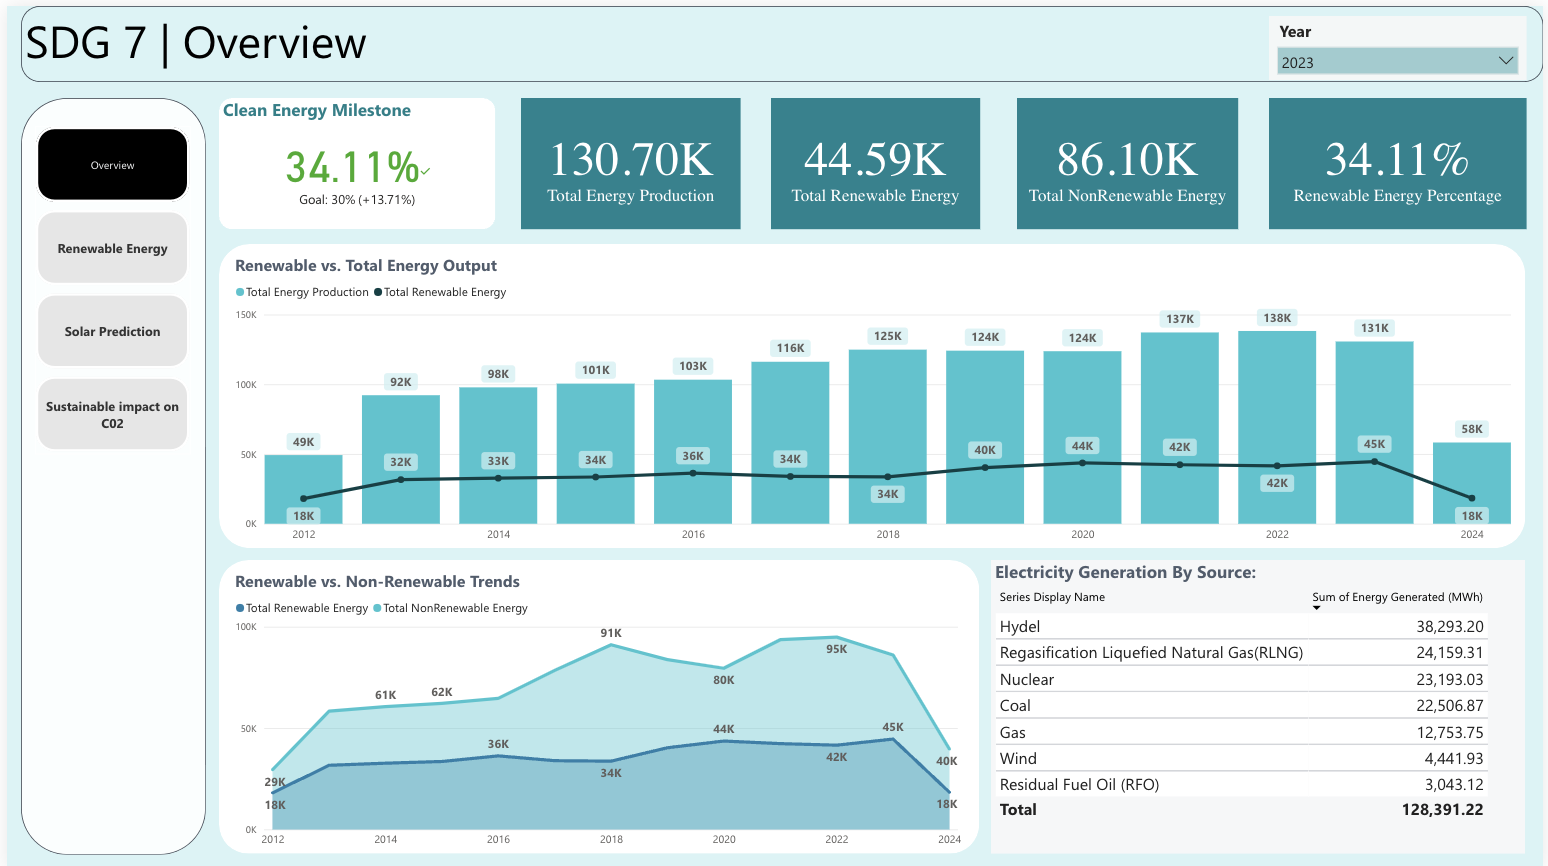 SDG 7 | Overview
Year
2023
Overview
Renewable Energy
Solar Prediction
Sustainable impact on
C02
Clean Energy Milestone
34.11%
Goal: 30% (+13.71%)
130.70K
Total Energy Production
44.59K
Total Renewable Energy
86.10K
Total NonRenewable Energy
34.11%
Renewable Energy Percentage
Renewable vs. Total Energy Output
Total Energy Production Total Renewable Energy
150K
100K
50K
0K
49K 92K 98K 101K 103K 116K 125K 124K 124K 137K 138K 131K 58K
18K 32K 33K 34K 36K 34K 34K 40K 44K 42K 42K 45K 18K
2012 2014 2016 2018 2020 2022 2024
Renewable vs. Non-Renewable Trends
Total Renewable Energy Total NonRenewable Energy
100K
50K
0K
29K 61K 62K 91K 80K 95K 40K
18K 36K 34K 44K 42K 45K 18K
2012 2014 2016 2018 2020 2022 2024
Electricity Generation By Source:
Series Display Name Sum of Energy Generated (MWh)
Hydel 38,293.20
Regasification Liquefied Natural Gas(RLNG) 24,159.31
Nuclear 23,193.03
Coal 22,506.87
Gas 12,753.75
Wind 4,441.93
Residual Fuel Oil (RFO) 3,043.12
Total 128,391.22